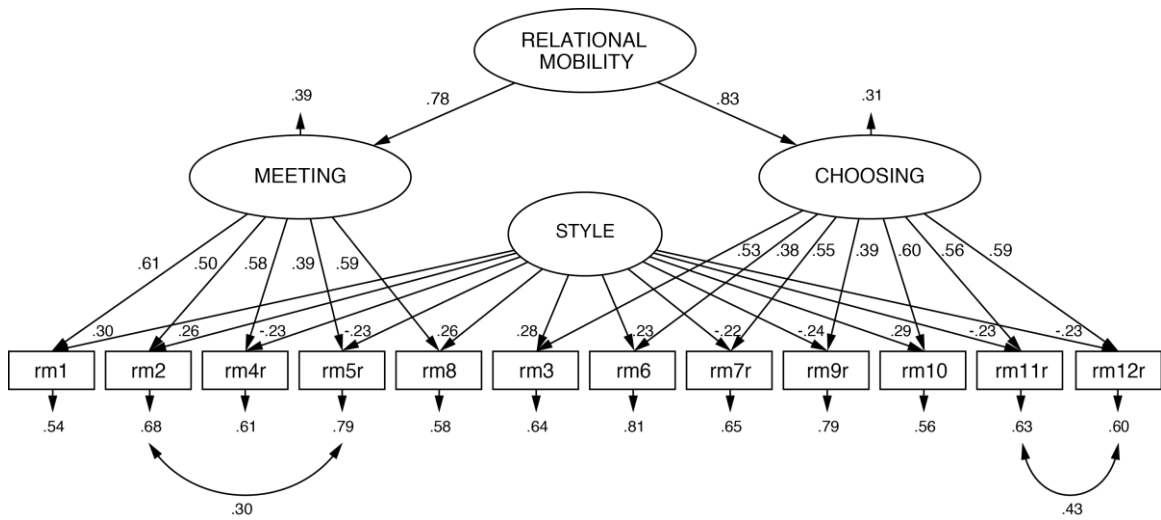 RELATIONAL
MOBILITY
.39 .78 .83 .31
MEETING CHOOSING
STYLE
.61 .50 .58 .39 .59 .53 .38 .55 .39 .60 .56 .59
.30 .26 -.23 -.23 .26 .28 .23 -.22 -.24 .29 -.23 -.23
rm1 rm2 rm4r rm5r rm8 rm3 rm6 rm7r rm9r rm10 rm11r rm12r
.54 .68 .61 .79 .58 .64 .81 .65 .79 .56 .63 .60
.30 .43